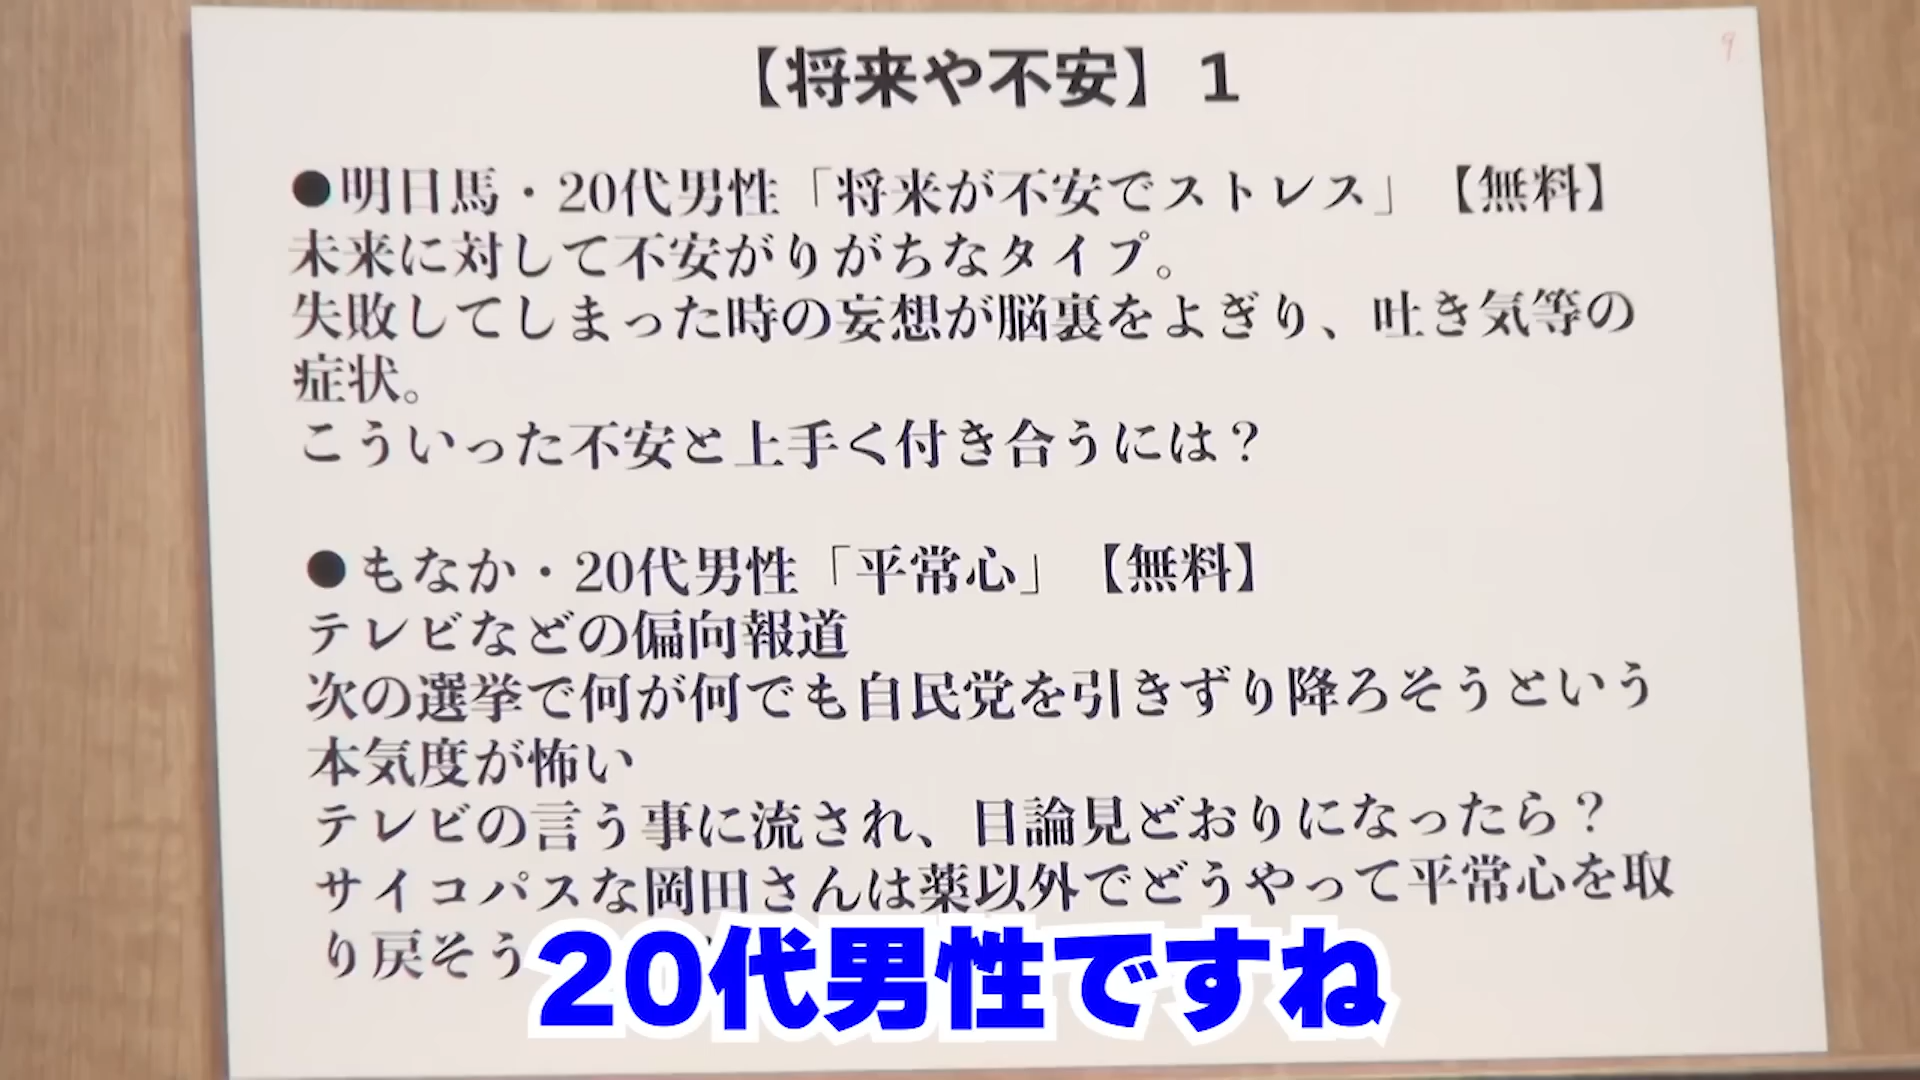 9
【将来や不安】１
●明日馬・20代男性「将来が不安でストレス」【無料】
未来に対して不安がりがちなタイプ。
失敗してしまった時の妄想が脳裏をよぎり、吐き気等の
症状。
こういった不安と上手く付き合うには？
●もなか・20代男性「平常心」【無料】
テレビなどの偏向報道
次の選挙で何が何でも自民党を引きずり降ろそうという
本気度が怖い
テレビの言う事に流され、目論見どおりになったら？
サイコパスな岡田さんは薬以外でどうやって平常心を取
り戻そう
20代男性ですね